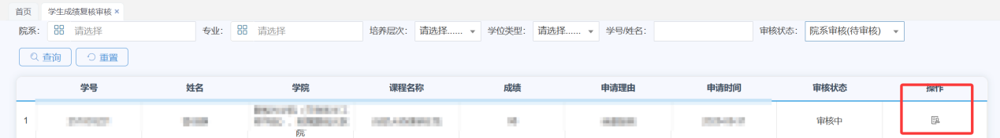 首页 学生成绩复核审核 ×
院系: 请选择 专业: 请选择 培养层次: 请选择...... 学位类型: 请选择...... 学号/姓名: 审核状态: 院系审核(待审核)
查询 重置
学号 姓名 学院 课程名称 成绩 申请理由 申请时间 审核状态 操作
1 审核中
院